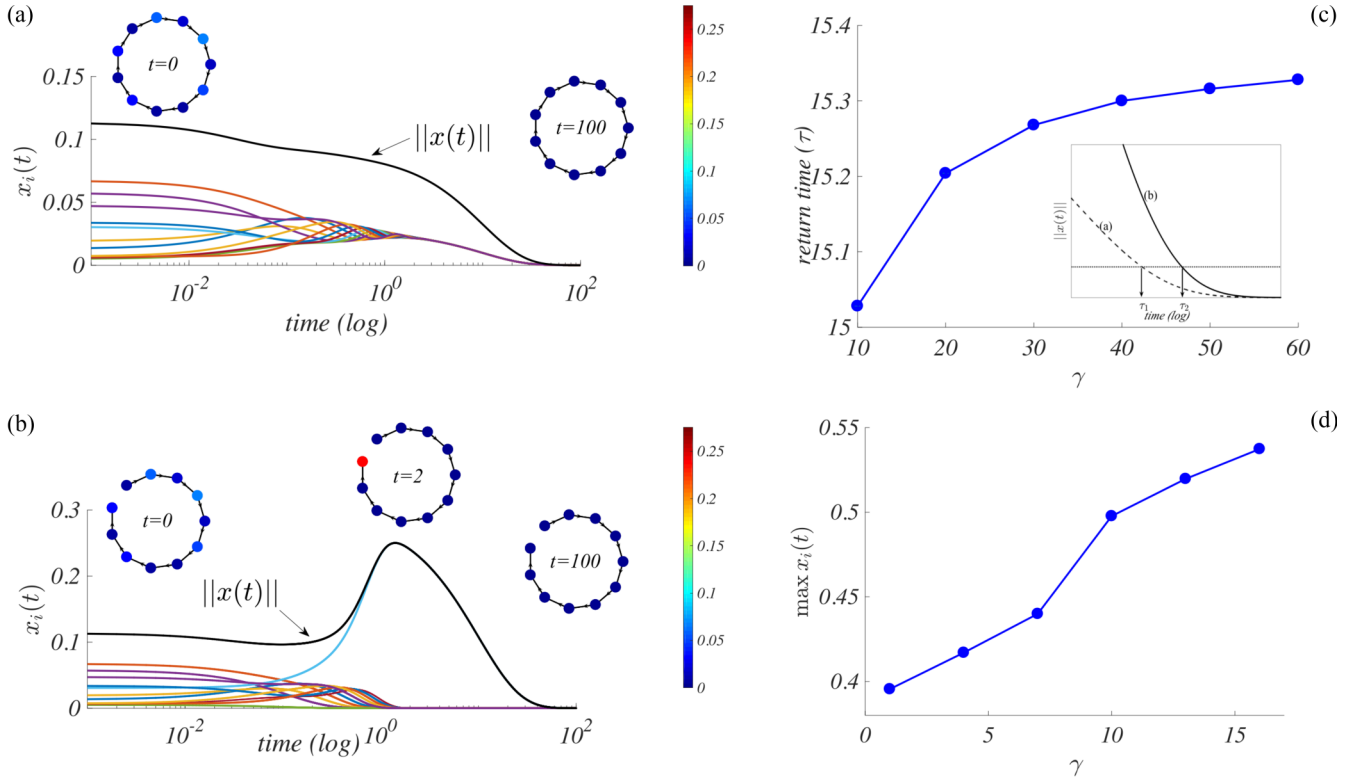 (a)
t=0
t=100
||x(t)||
0.15
0.1
0.05
0
x_i(t)
10^-2
10^0
10^2
time (log)
0.25
0.2
0.15
0.1
0.05
0
(b)
t=0
t=2
t=100
||x(t)||
0.3
0.2
0.1
0
x_i(t)
10^-2
10^0
10^2
time (log)
0.25
0.2
0.15
0.1
0.05
0
(c)
15.4
15.3
15.2
15.1
15
return time (τ)
10
20
30
40
50
60
γ
||x(t)||
(a)
(b)
τ_1
τ_2
time (log)
(d)
0.55
0.5
0.45
0.4
max x_i(t)
0
5
10
15
γ